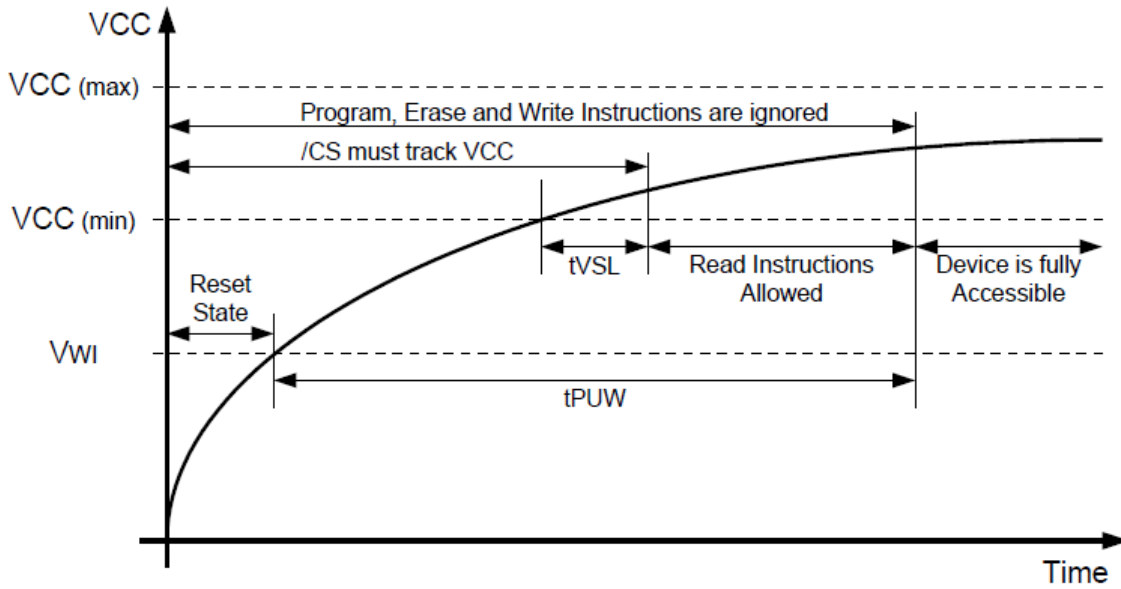 VCC
VCC (max)
Program, Erase and Write Instructions are ignored
/CS must track VCC
VCC (min)
tVSL
Read Instructions
Allowed
Device is fully
Accessible
Reset
State
VWI
tPUW
Time